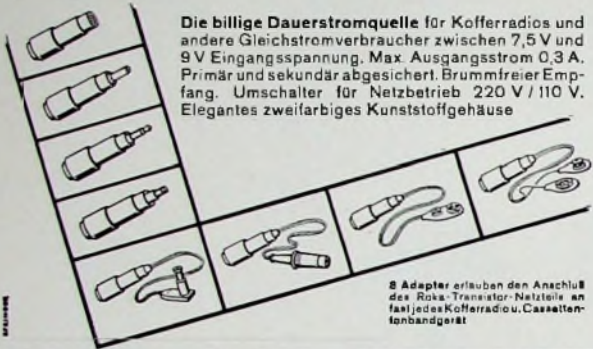 Die billige Dauerstromquelle für Kofferradios und
andere Gleichstromverbraucher zwischen 7,5 V und
9 V Eingangsspannung. Max. Ausgangsstrom 0,3 A.
Primär und sekundär abgesichert. Brummfreier Emp-
fang. Umschalter für Netzbetrieb 220 V / 110 V.
Elegantes zweifarbiges Kunststoffgehäuse
8 Adapter erlauben den Anschluß
des Roka-Transistor-Netzteils an
fast jedes Kofferradio u. Cassetten-
tonbandgerät